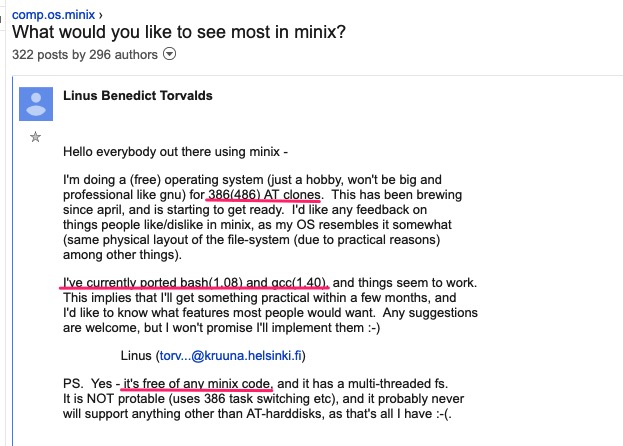 comp.os.minix ›
What would you like to see most in minix?
322 posts by 296 authors
Linus Benedict Torvalds
Hello everybody out there using minix -
I'm doing a (free) operating system (just a hobby, won't be big and
professional like gnu) for 386(486) AT clones.  This has been brewing
since april, and is starting to get ready.  I'd like any feedback on
things people like/dislike in minix, as my OS resembles it somewhat
(same physical layout of the file-system (due to practical reasons)
among other things).
I've currently ported bash(1.08) and gcc(1.40), and things seem to work.
This implies that I'll get something practical within a few months, and
I'd like to know what features most people would want.  Any suggestions
are welcome, but I won't promise I'll implement them :-)
Linus (torv...@kruuna.helsinki.fi)
PS.  Yes - it's free of any minix code, and it has a multi-threaded fs.
It is NOT protable (uses 386 task switching etc), and it probably never
will support anything other than AT-harddisks, as that's all I have :-(.